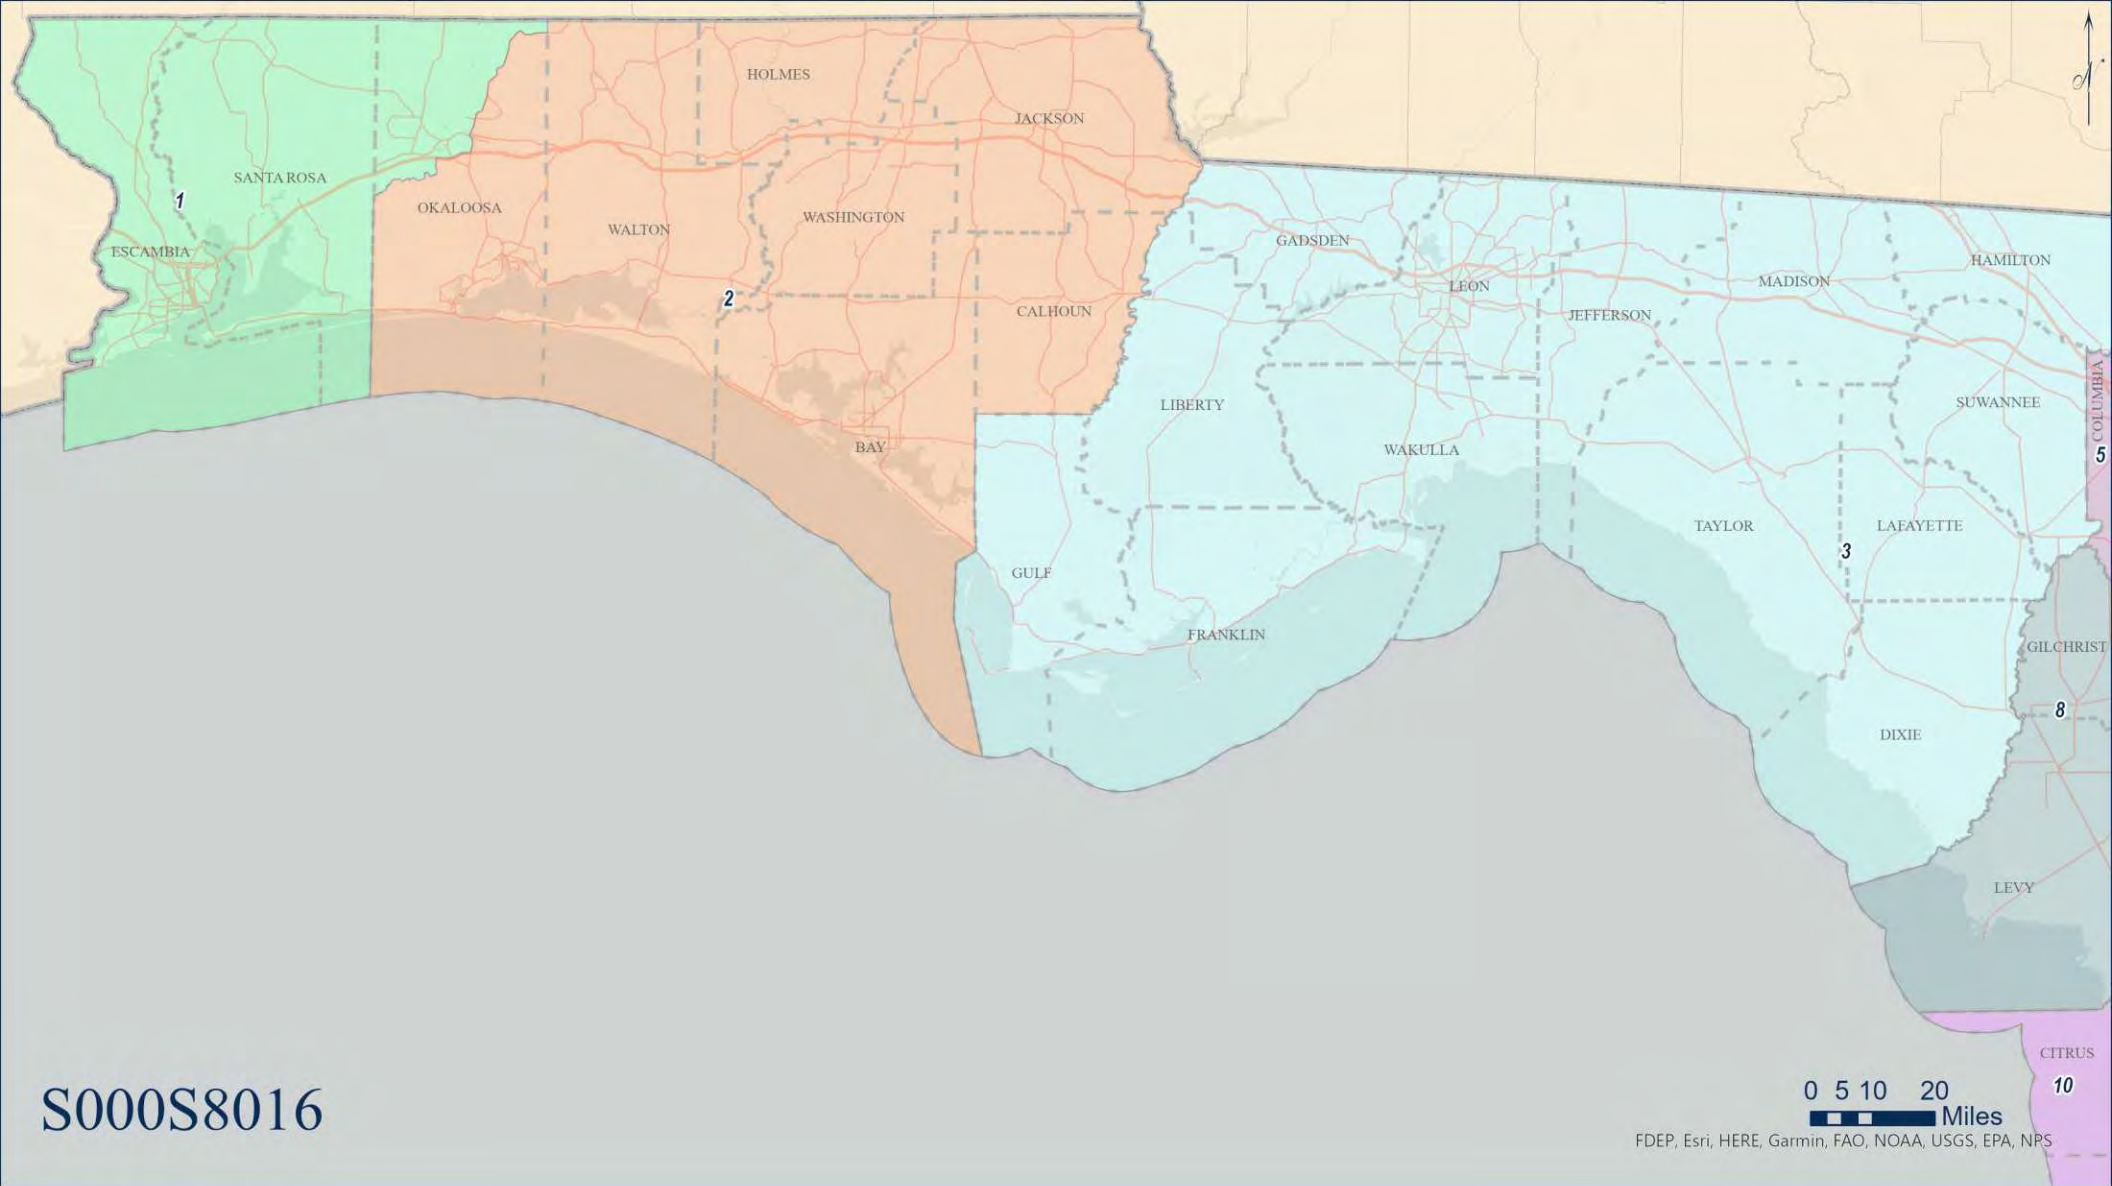 HOLMES
JACKSON
SANTA ROSA
1
OKALOOSA
WASHINGTON
WALTON
ESCAMBIA
GADSDEN
HAMILTON
MADISON
LEON
2
CALHOUN
JEFFERSON
COLUMBIA
LIBERTY
SUWANNEE
BAY
WAKULLA
5
TAYLOR
LAFAYETTE
3
GULF
FRANKLIN
GILCHRIST
8
DIXIE
LEVY
CITRUS
10
S000S8016
0 5 10 20
Miles
FDEP, Esri, HERE, Garmin, FAO, NOAA, USGS, EPA, NPS
N